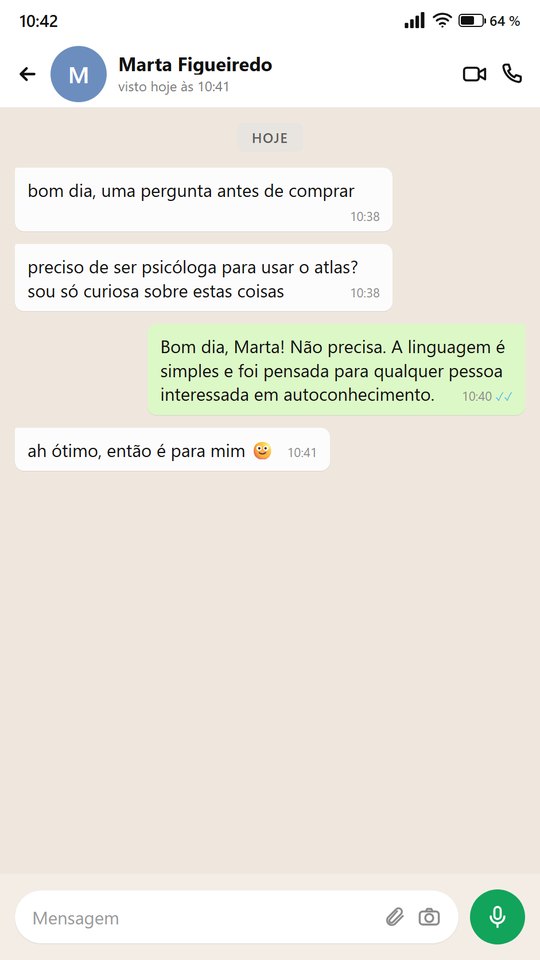 10:42
64 %
M
Marta Figueiredo
visto hoje às 10:41
HOJE
bom dia, uma pergunta antes de comprar
10:38
preciso de ser psicóloga para usar o atlas?
sou só curiosa sobre estas coisas
10:38
Bom dia, Marta! Não precisa. A linguagem é
simples e foi pensada para qualquer pessoa
interessada em autoconhecimento.
10:40 ✓✓
ah ótimo, então é para mim 🙂
10:41
Mensagem